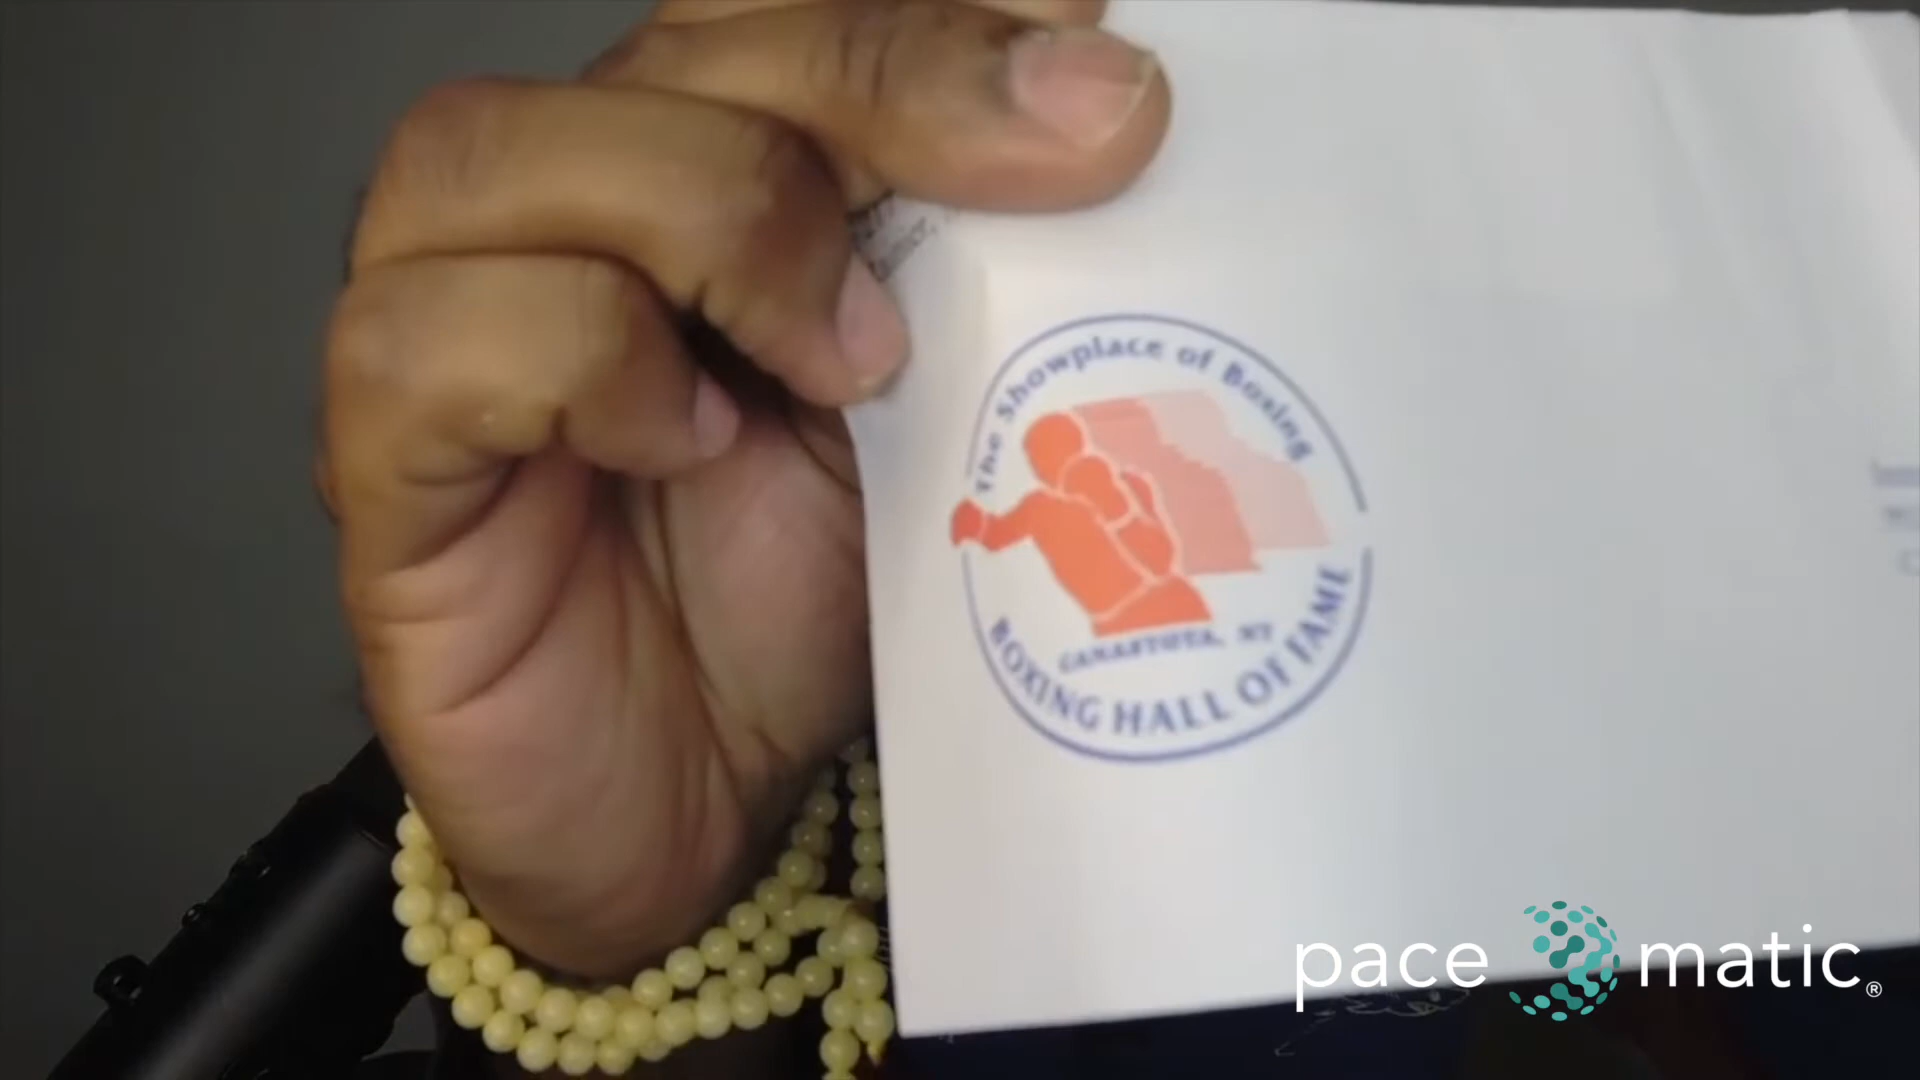 The Showplace of Boxing
CANASTOTA, NY
BOXING HALL OF FAME
pace matic®